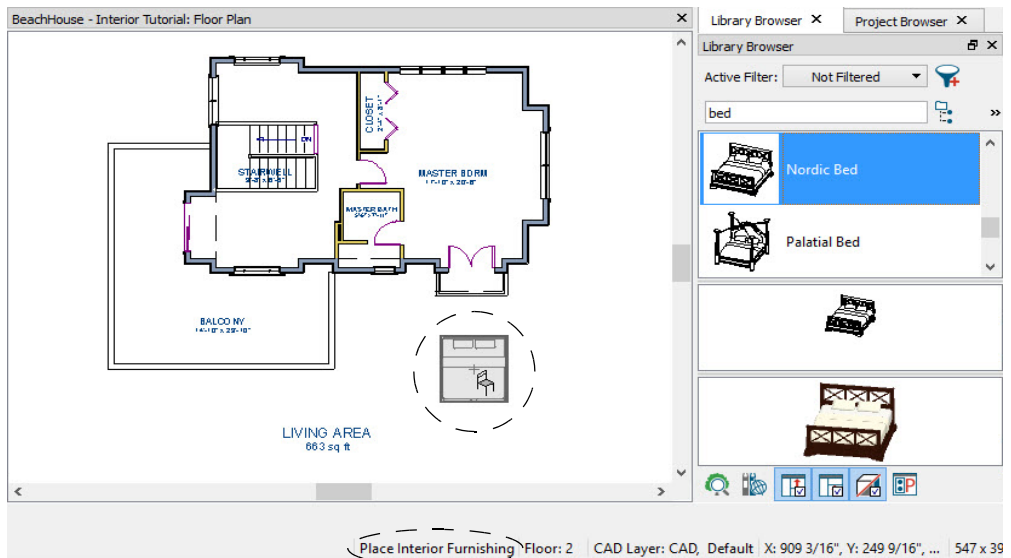 BeachHouse - Interior Tutorial: Floor Plan
Library Browser
Project Browser
Library Browser
Active Filter:
Not Filtered
bed
»
Nordic Bed
Palatial Bed
CLOSET
DN
STAIRWELL
MASTER BDRM
MASTER BATH
BALCONY
LIVING AREA
663 sq ft
P
Place Interior Furnishing
Floor: 2
CAD Layer: CAD, Default
X: 909 3/16", Y: 249 9/16", ...
547 x 39